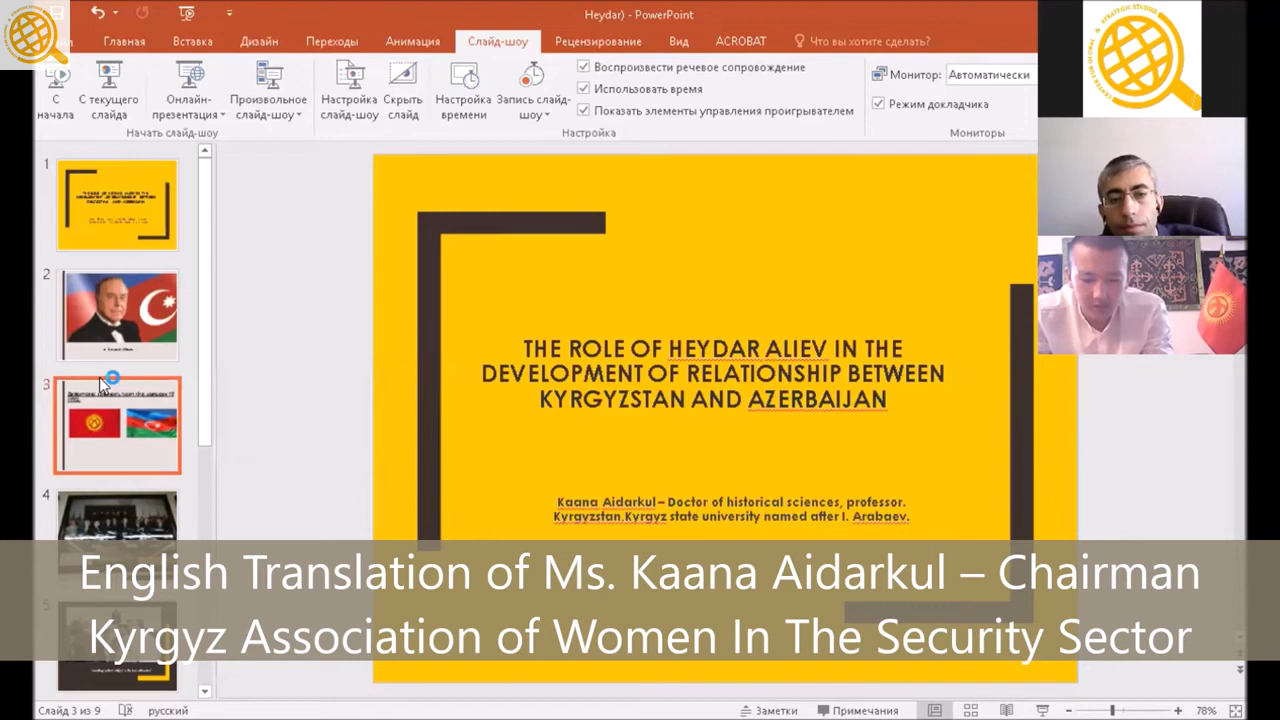 Heydar) - PowerPoint
Главная Вставка Дизайн Переходы Анимация Слайд-шоу Рецензирование Вид ACROBAT Что вы хотите сделать?
С начала
С текущего слайда
Онлайн-презентация
Произвольное слайд-шоу
Настройка слайд-шоу
Скрыть слайд
Настройка времени
Запись слайд-шоу
Воспроизвести речевое сопровождение
Использовать время
Показать элементы управления проигрывателем
Монитор: Автоматически
Режим докладчика
Начать слайд-шоу Настройка Мониторы
1
2
3
4
5
THE ROLE OF HEYDAR ALIEV IN THE
DEVELOPMENT OF RELATIONSHIP BETWEEN
KYRGYZSTAN AND AZERBAIJAN
Kaana Aidarkul – Doctor of historical sciences, professor.
Kyrgyzstan,Kyrgyz state university named after I. Arabaev.
English Translation of Ms. Kaana Aidarkul – Chairman
Kyrgyz Association of Women In The Security Sector
Слайд 3 из 9 русский Заметки Примечания 78%